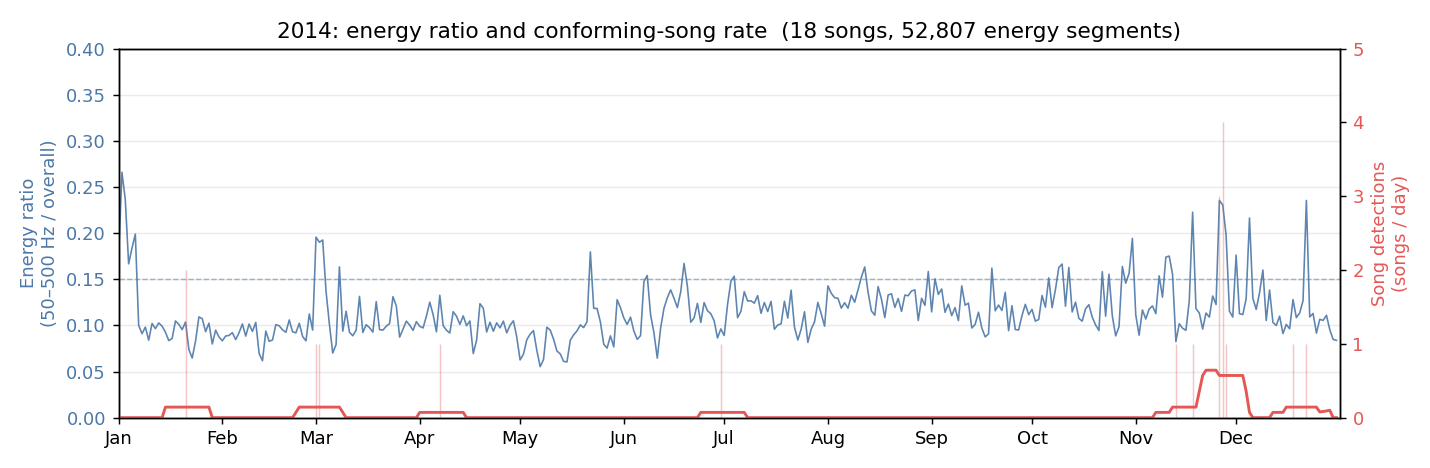 2014: energy ratio and conforming-song rate  (18 songs, 52,807 energy segments)
Energy ratio
(50–500 Hz / overall)
0.40
0.35
0.30
0.25
0.20
0.15
0.10
0.05
0.00
5
4
3
2
1
0
Song detections
(songs / day)
Jan Feb Mar Apr May Jun Jul Aug Sep Oct Nov Dec